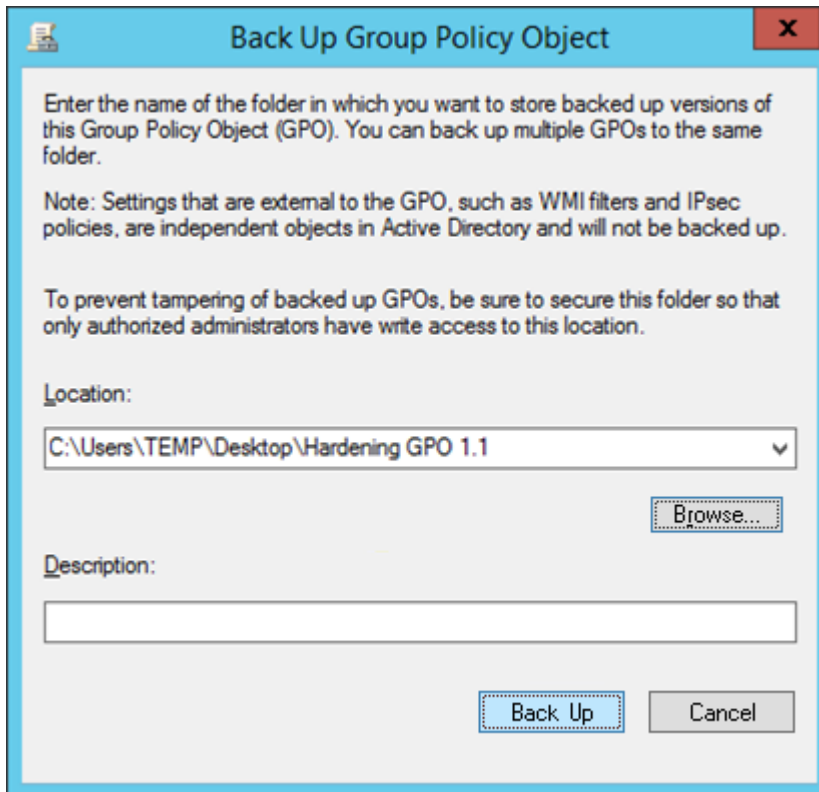 Back Up Group Policy Object
x
Enter the name of the folder in which you want to store backed up versions of
this Group Policy Object (GPO). You can back up multiple GPOs to the same
folder.
Note: Settings that are external to the GPO, such as WMI filters and IPsec
policies, are independent objects in Active Directory and will not be backed up.
To prevent tampering of backed up GPOs, be sure to secure this folder so that
only authorized administrators have write access to this location.
Location:
C:\Users\TEMP\Desktop\Hardening GPO 1.1
Browse...
Description:
Back Up Cancel